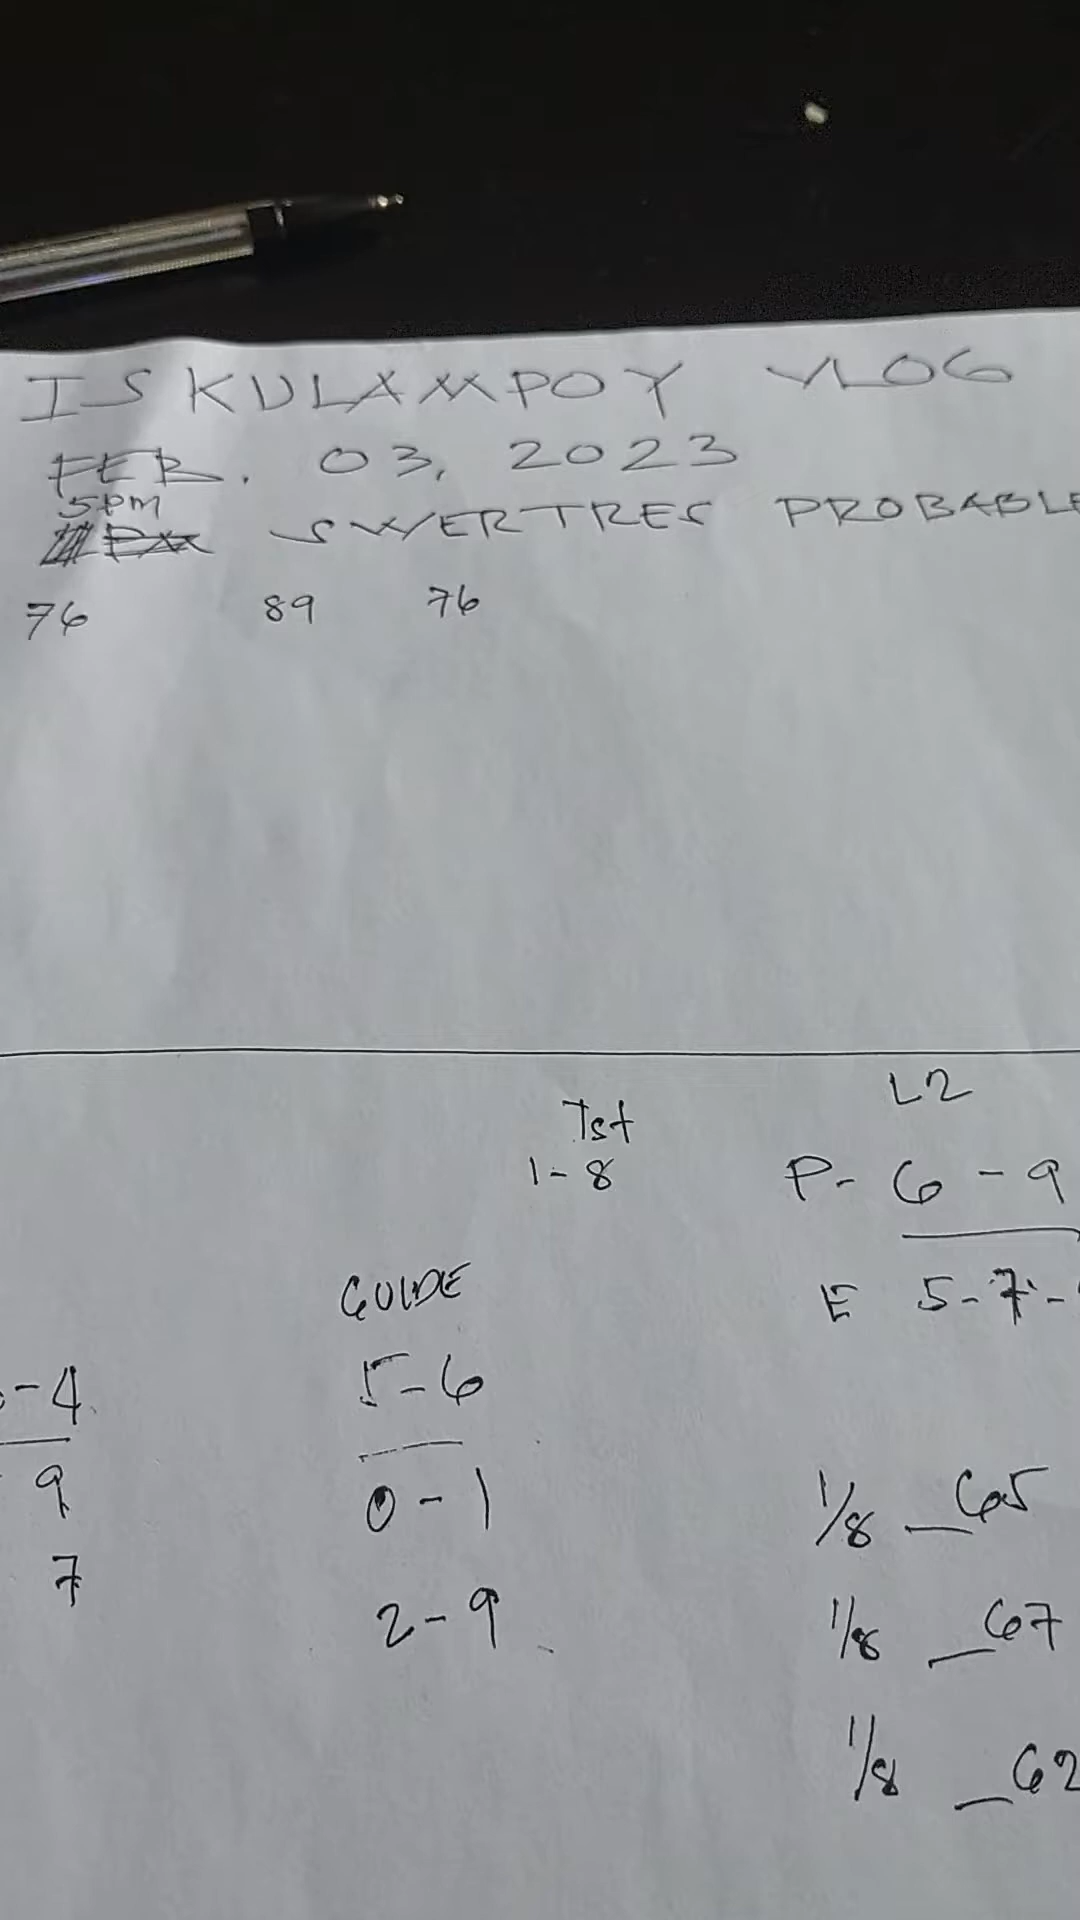 ISKULAMPOY VLOG
FEB. 03, 2023
5PM
SWERTRES PROBABLE
76 89 76
L2
1st
1-8
P- 6 - 9
GUIDE
E 5-7-
-4
5-6
9
0-1
1/8 _65
7
2-9
1/8 _67
1/8 _62